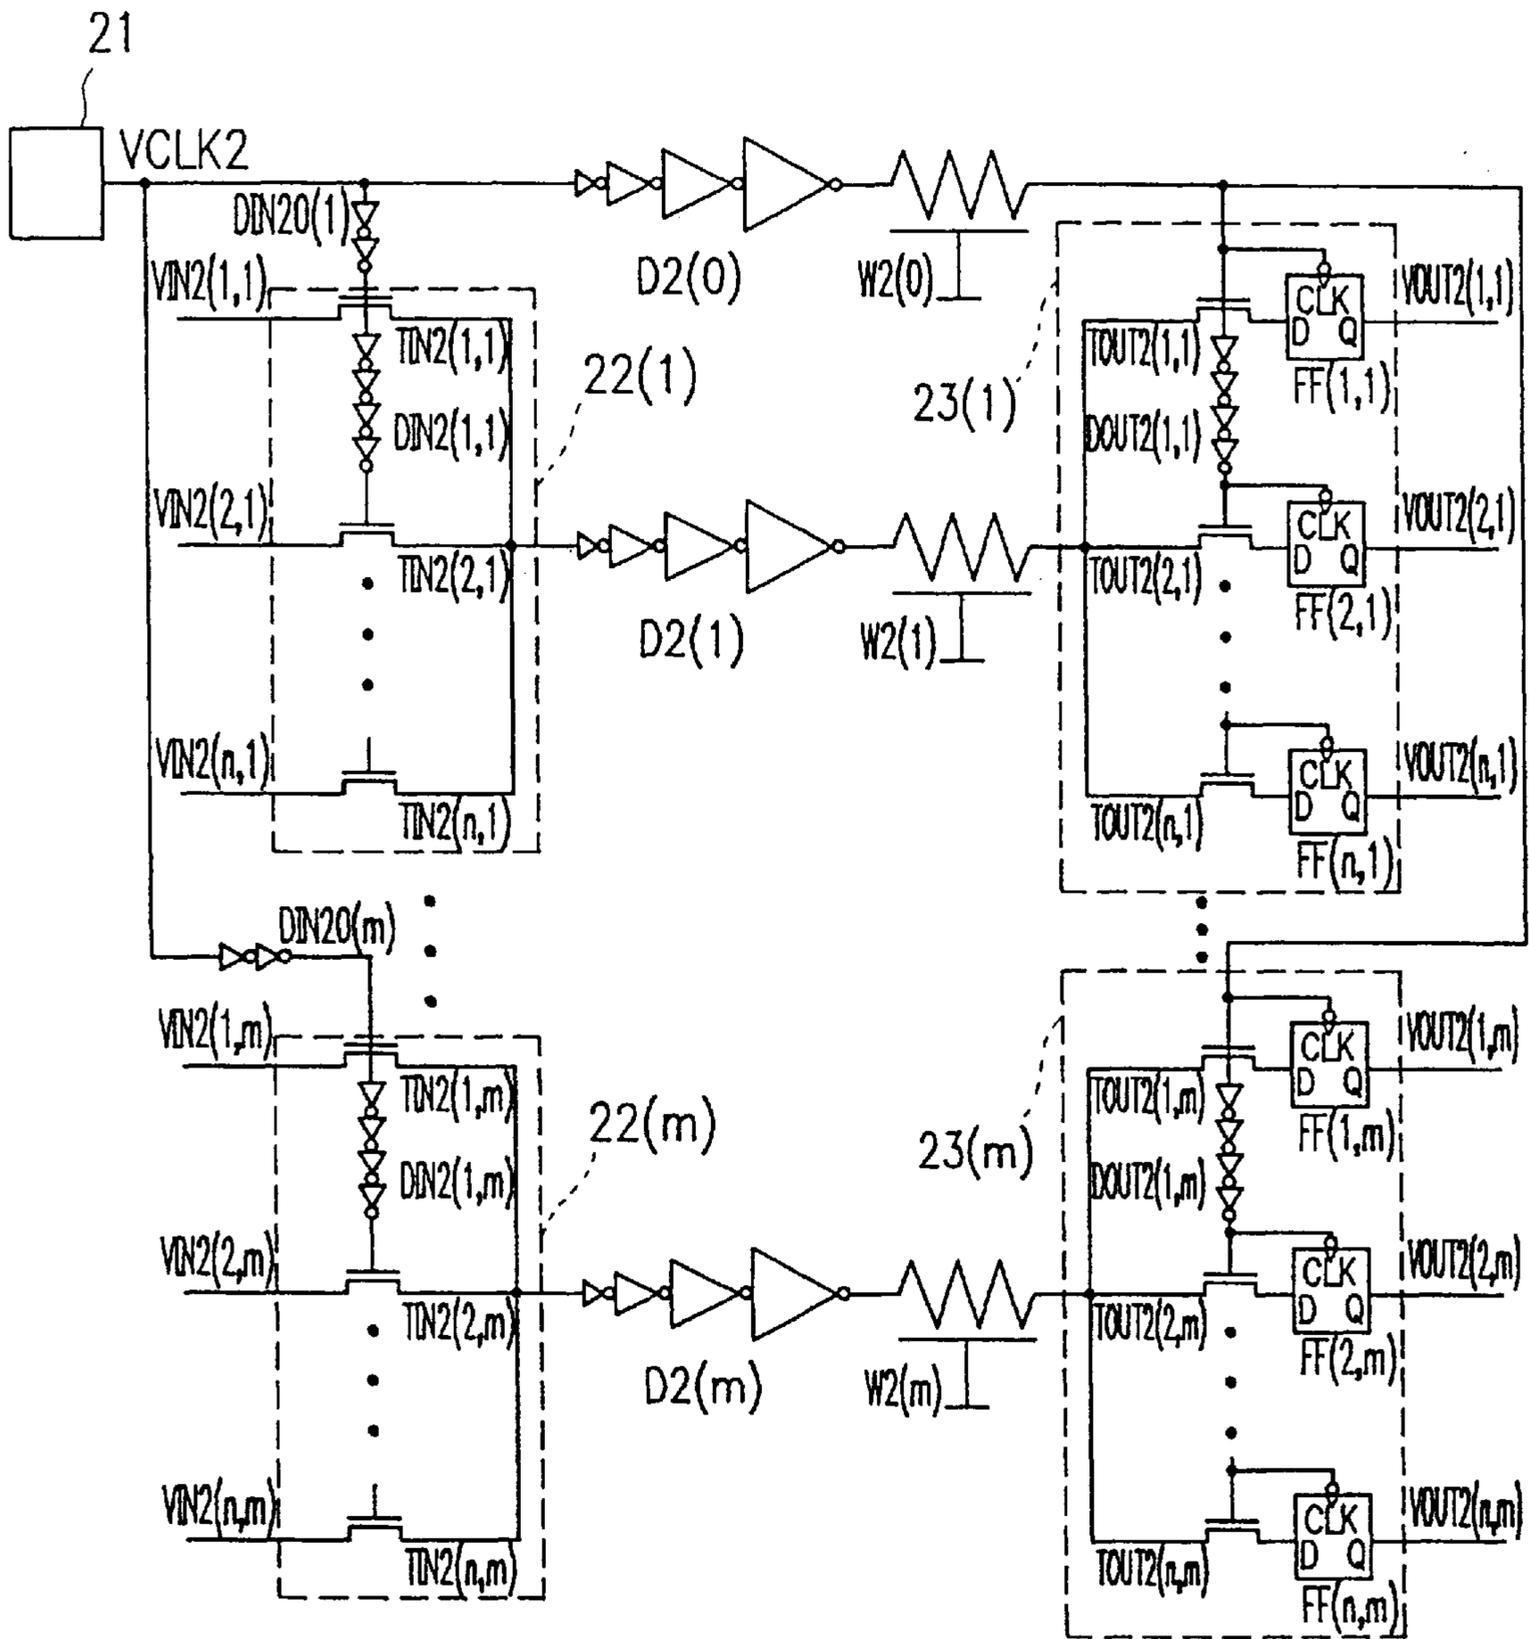 21
VCLK2
DIN20(1)
VIN2(1,1)
TIN2(1,1)
DIN2(1,1)
22(1)
VIN2(2,1)
TIN2(2,1)
VIN2(n,1)
TIN2(n,1)
D2(0)
W2(0)
D2(1)
W2(1)
23(1)
TOUT2(1,1)
DOUT2(1,1)
CLK
D Q
FF(1,1)
VOUT2(1,1)
TOUT2(2,1)
CLK
D Q
FF(2,1)
VOUT2(2,1)
TOUT2(n,1)
CLK
D Q
FF(n,1)
VOUT2(n,1)
DIN20(m)
VIN2(1,m)
TIN2(1,m)
DIN2(1,m)
22(m)
VIN2(2,m)
TIN2(2,m)
VIN2(n,m)
TIN2(n,m)
D2(m)
W2(m)
23(m)
TOUT2(1,m)
DOUT2(1,m)
CLK
D Q
FF(1,m)
VOUT2(1,m)
TOUT2(2,m)
CLK
D Q
FF(2,m)
VOUT2(2,m)
TOUT2(n,m)
CLK
D Q
FF(n,m)
VOUT2(n,m)